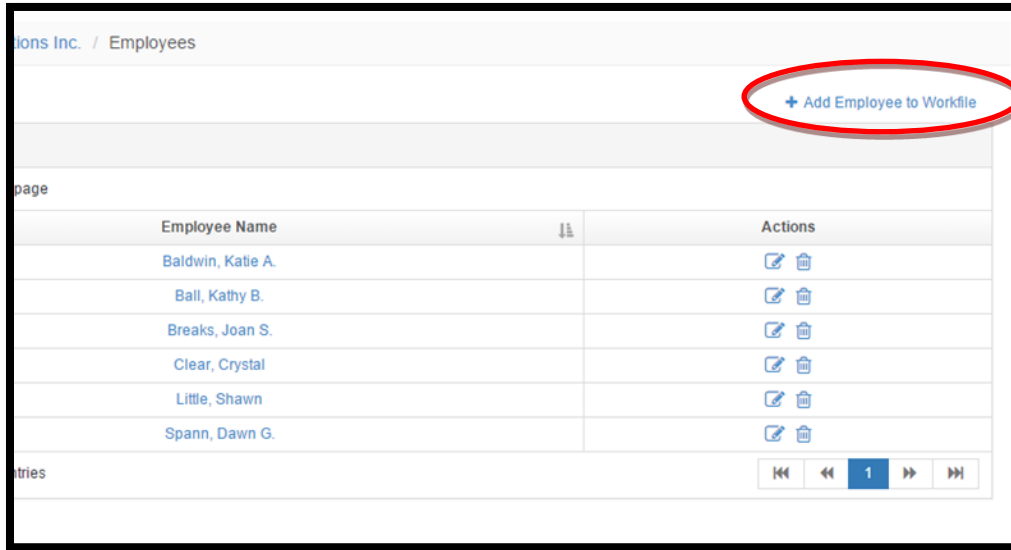 tions Inc. / Employees
+ Add Employee to Workfile
page
Employee Name Actions
Baldwin, Katie A.
Ball, Kathy B.
Breaks, Joan S.
Clear, Crystal
Little, Shawn
Spann, Dawn G.
ntries 1